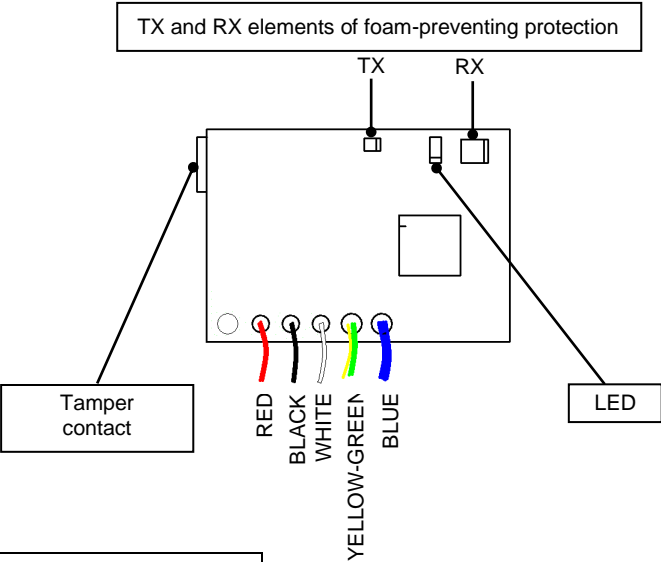 TX and RX elements of foam-preventing protection
TX
RX
Tamper
contact
RED
BLACK
WHITE
YELLOW-GREEN
BLUE
LED